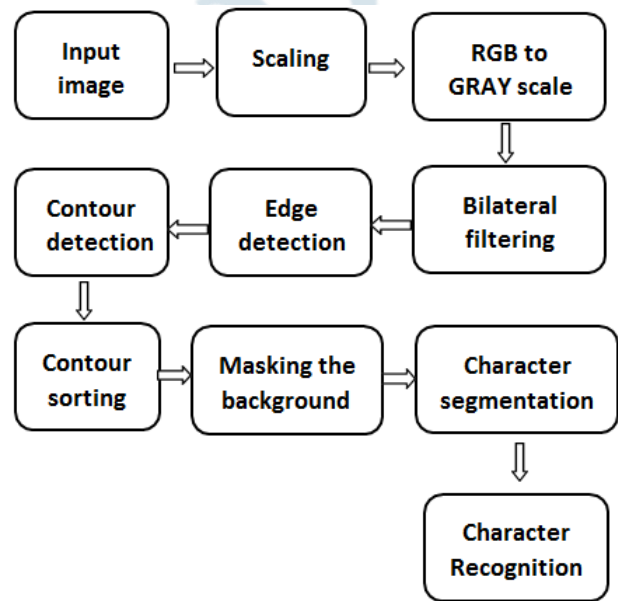 Input
image
Scaling
RGB to
GRAY scale
Bilateral
filtering
Edge
detection
Contour
detection
Contour
sorting
Masking the
background
Character
segmentation
Character
Recognition